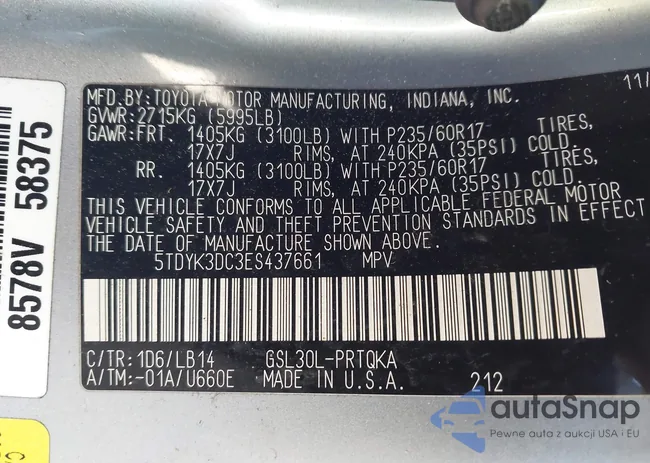 MFD.BY:TOYOTA MOTOR MANUFACTURING, INDIANA, INC. 11/
GVWR:2715KG (5995LB)
GAWR:FRT. 1405KG (3100LB) WITH P235/60R17 TIRES,
17X7J RIMS, AT 240KPA (35PSI) COLD.
RR. 1405KG (3100LB) WITH P235/60R17 TIRES,
17X7J RIMS, AT 240KPA (35PSI) COLD.
THIS VEHICLE CONFORMS TO ALL APPLICABLE FEDERAL MOTOR
VEHICLE SAFETY AND THEFT PREVENTION STANDARDS IN EFFECT
ON THE DATE OF MANUFACTURE SHOWN ABOVE.
5TDYK3DC3ES437661 MPV
C/TR:1D6/LB14 GSL30L-PRTQKA
A/TM:-01A/U660E MADE IN U.S.A. 212
8578V 58375
autoSnap
Pewne auta z aukcji USA i EU